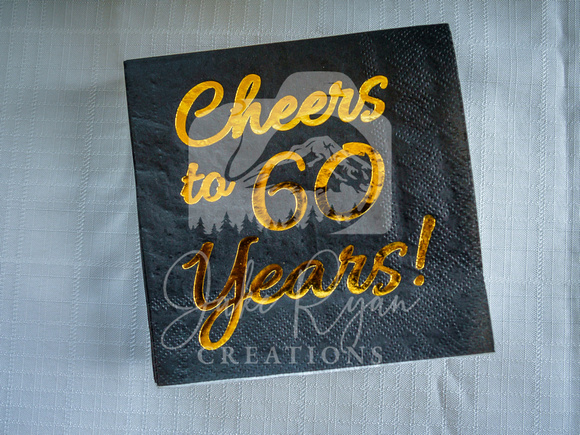 Cheers
to 60
Years!
Ryan
CREATIONS